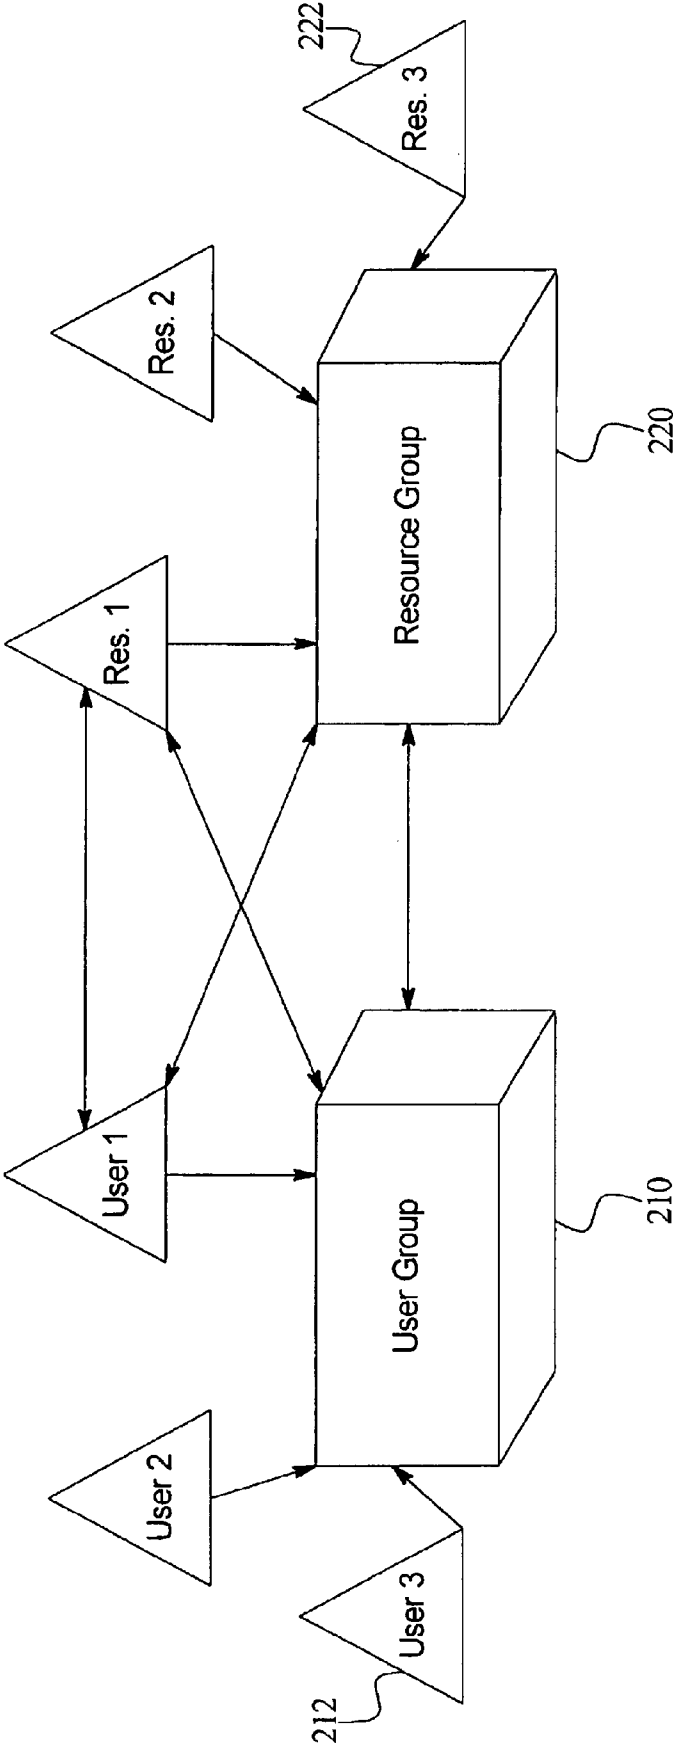 User 1
Res. 1
User 2
Res. 2
User 3
Res. 3
212
222
User Group
Resource Group
210
220